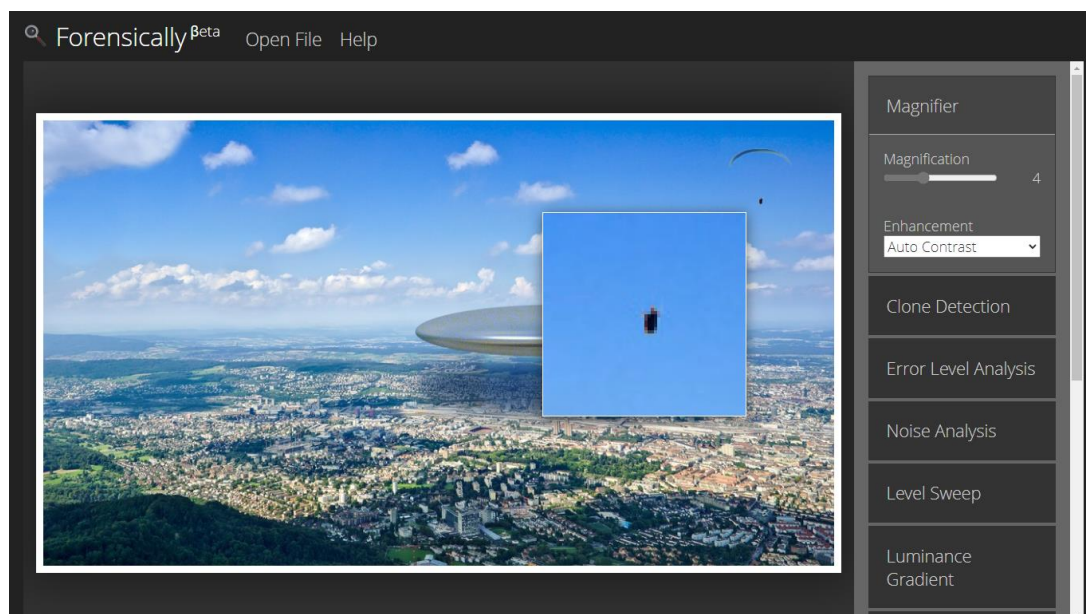 Forensically βeta Open File Help
Magnifier
Magnification
4
Enhancement
Auto Contrast
Clone Detection
Error Level Analysis
Noise Analysis
Level Sweep
Luminance
Gradient